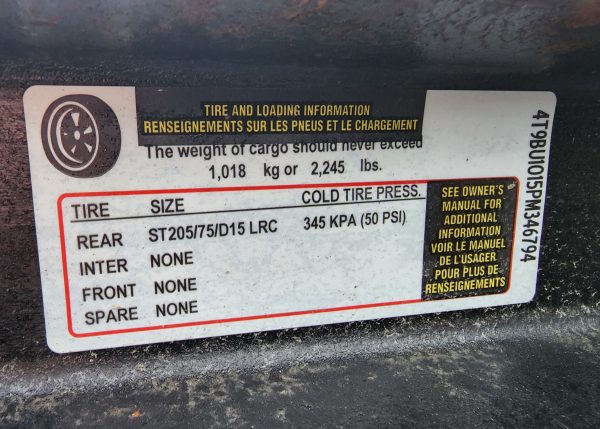 TIRE AND LOADING INFORMATION
RENSEIGNEMENTS SUR LES PNEUS ET LE CHARGEMENT
The weight of cargo should never exceed
1,018 kg or 2,245 lbs.
TIRE SIZE COLD TIRE PRESS.
REAR ST205/75/D15 LRC 345 KPA (50 PSI)
INTER NONE
FRONT NONE
SPARE NONE
SEE OWNER'S
MANUAL FOR
ADDITIONAL
INFORMATION
VOIR LE MANUEL
DE L'USAGER
POUR PLUS DE
RENSEIGNEMENTS
4T9BU1015PM346794